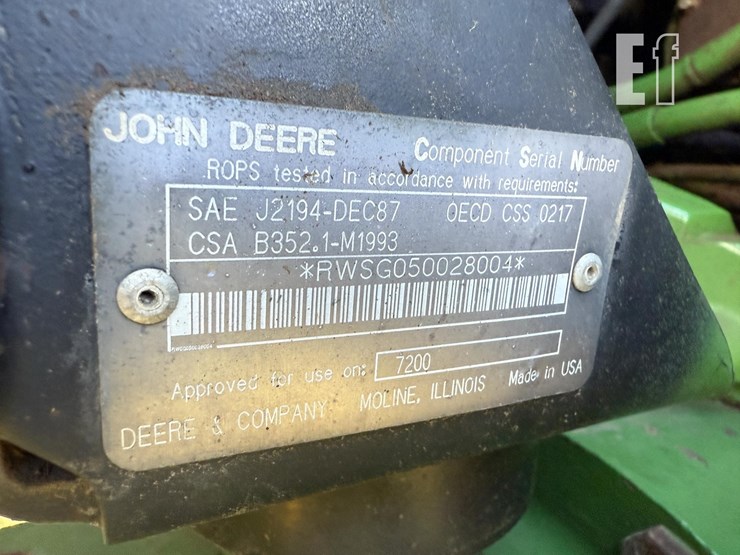 Ef
JOHN DEERE
Component Serial Number
ROPS tested in accordance with requirements:
SAE J2194-DEC87 OECD CSS 0217
CSA B352.1-M1993
*RWSG050028004*
Approved for use on: 7200
DEERE & COMPANY MOLINE, ILLINOIS Made in USA